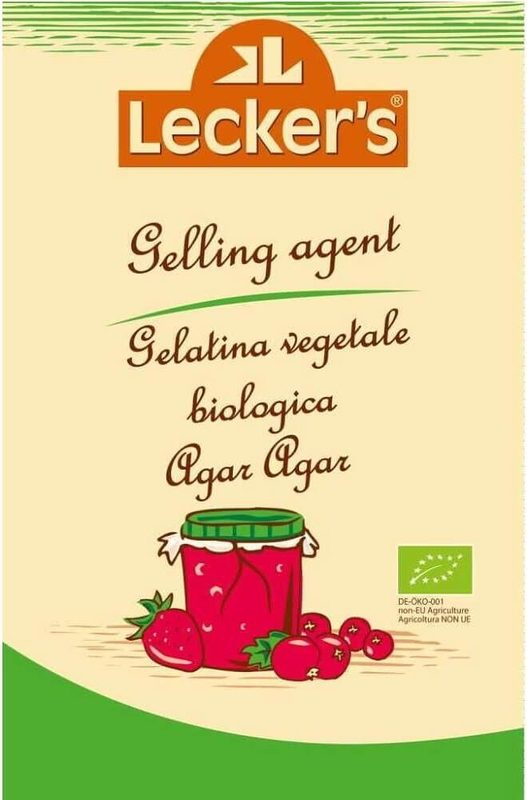 LECKER'S®
Gelling agent
Gelatina vegetale
biologica
Agar Agar
DE-ÖKO-001
non-EU Agriculture
Agricoltura NON UE